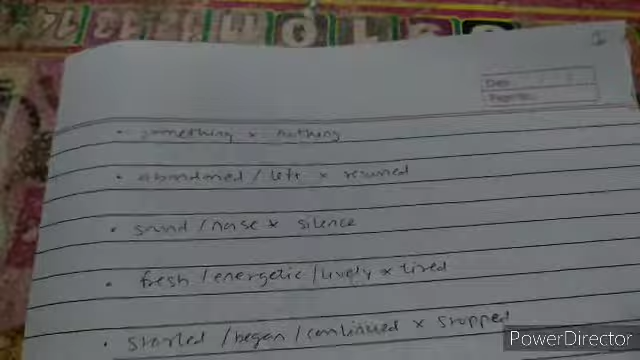 • something × nothing
• abandoned / left × resumed
• sound / noise × silence
• fresh / energetic / lively × tired
• started / began / continued × stopped
PowerDirector